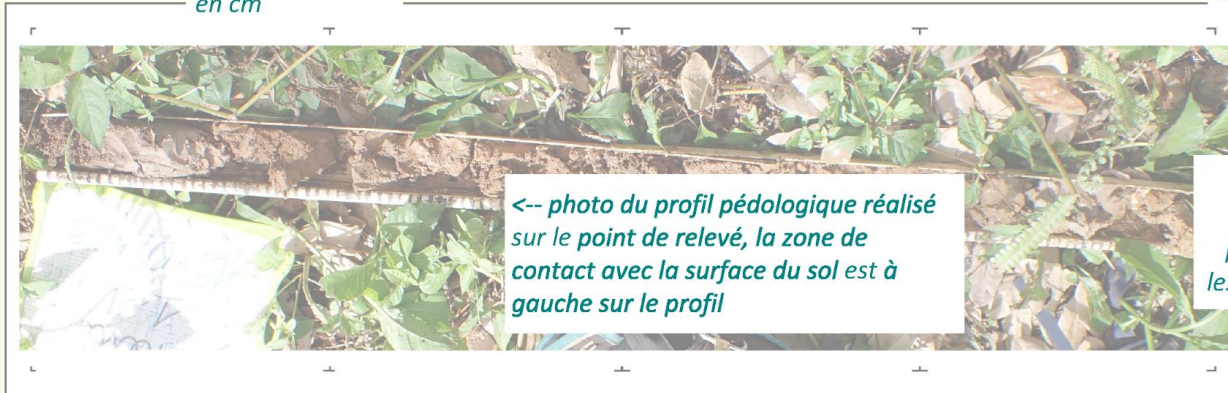 en cm
<-- photo du profil pédologique réalisé
sur le point de relevé, la zone de
contact avec la surface du sol est à
gauche sur le profil
les